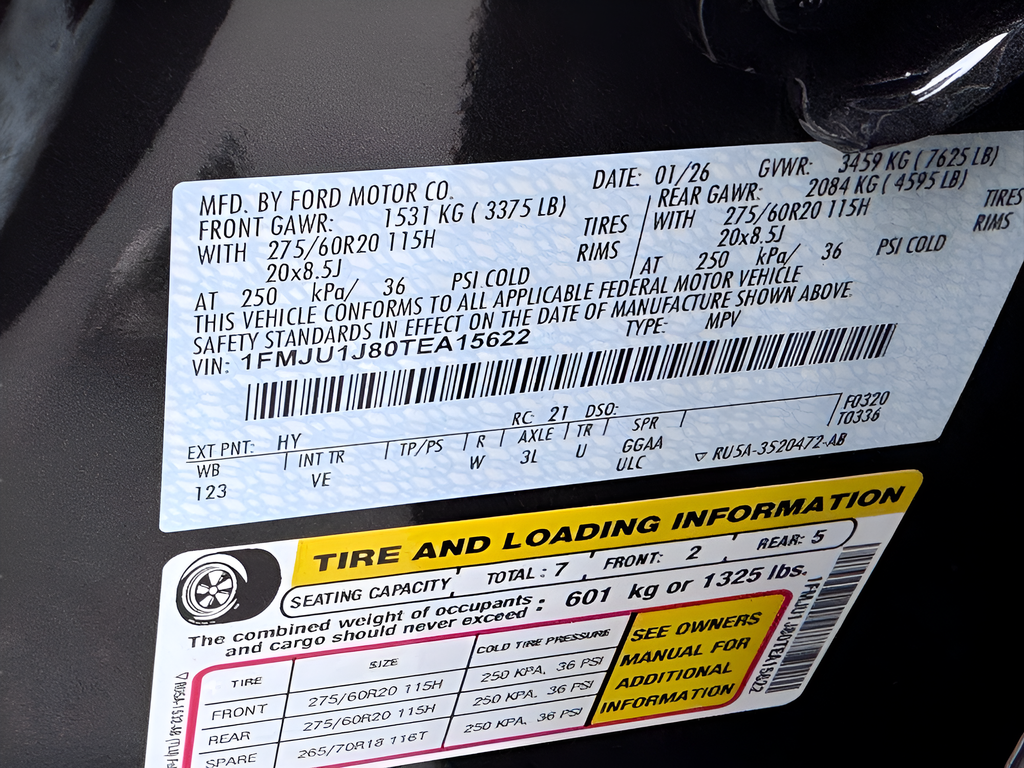 MFD. BY FORD MOTOR CO. DATE: 01/26 GVWR: 3459 KG ( 7625 LB)
FRONT GAWR: 1531 KG ( 3375 LB) REAR GAWR: 2084 KG ( 4595 LB)
WITH 275/60R20 115H TIRES WITH 275/60R20 115H TIRES
20x8.5J RIMS 20x8.5J RIMS
AT 250 kPa/ 36 PSI COLD AT 250 kPa/ 36 PSI COLD
THIS VEHICLE CONFORMS TO ALL APPLICABLE FEDERAL MOTOR VEHICLE
SAFETY STANDARDS IN EFFECT ON THE DATE OF MANUFACTURE SHOWN ABOVE.
VIN: 1FMJU1J80TEA15622 TYPE: MPV
EXT PNT: HY RC: 21 DSO: F0320
WB INT TR TP/PS R AXLE TR SPR T0336
123 VE W 3L U GGAA
ULC ▽ RU5A-3520472-AB
TIRE AND LOADING INFORMATION
SEATING CAPACITY TOTAL : 7 FRONT: 2 REAR: 5
The combined weight of occupants
and cargo should never exceed : 601 kg or 1325 lbs.
TIRE SIZE COLD TIRE PRESSURE
FRONT 275/60R20 115H 250 KPA, 36 PSI
REAR 275/60R20 115H 250 KPA, 36 PSI
SPARE 265/70R18 116T 250 KPA, 36 PSI
SEE OWNERS
MANUAL FOR
ADDITIONAL
INFORMATION